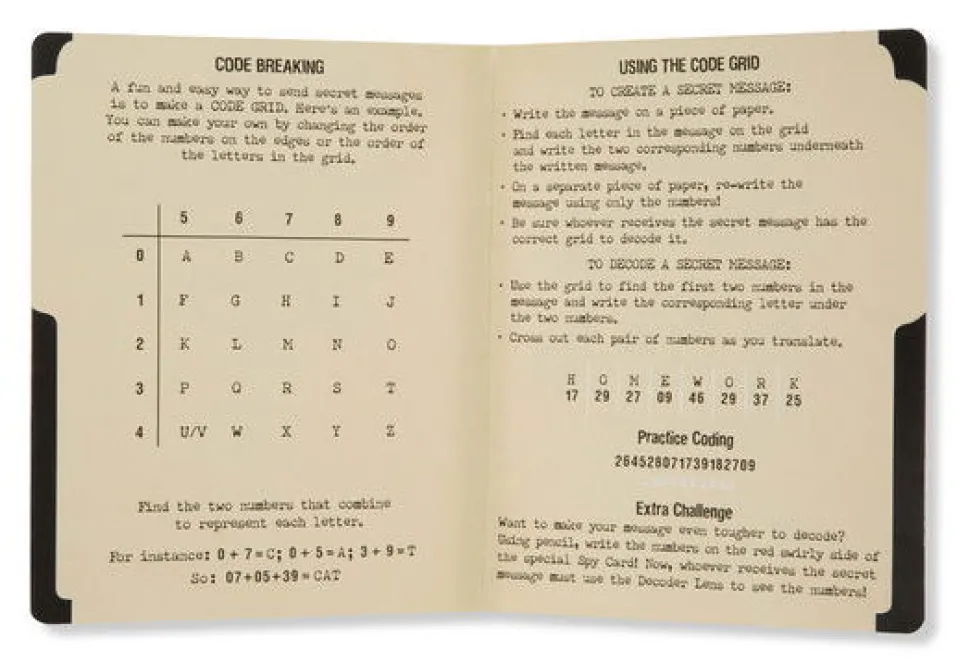 CODE BREAKING
A fun and easy way to send secret messages
is to make a CODE GRID. Here's an example.
You can make your own by changing the order
of the numbers on the edges or the order of
the letters in the grid.
5 6 7 8 9
0 A B C D E
1 F G H I J
2 K L M N O
3 P Q R S T
4 U/V W X Y Z
Find the two numbers that combine
to represent each letter.
For instance: 0 + 7 = C; 0 + 5 = A; 3 + 9 = T
So: 07+05+39 = CAT
USING THE CODE GRID
TO CREATE A SECRET MESSAGE:
• Write the message on a piece of paper.
• Find each letter in the message on the grid
and write the two corresponding numbers underneath
the written message.
• On a separate piece of paper, re-write the
message using only the numbers!
• Be sure whoever receives the secret message has the
correct grid to decode it.
TO DECODE A SECRET MESSAGE:
• Use the grid to find the first two numbers in the
message and write the corresponding letter under
the two numbers.
• Cross out each pair of numbers as you translate.
H O M E W O R K
17 29 27 09 46 29 37 25
Practice Coding
264528071739182709
Extra Challenge
Want to make your message even tougher to decode?
Using pencil, write the numbers on the red swirly side of
the special Spy Card! Now, whoever receives the secret
message must use the Decoder Lens to see the numbers!